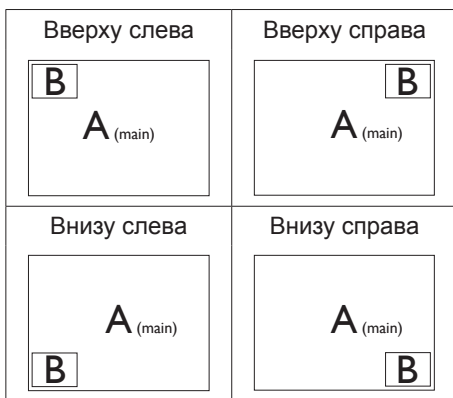 Вверху слева
B
A (main)
Вверху справа
B
A (main)
Внизу слева
A (main)
B
Внизу справа
A (main)
B